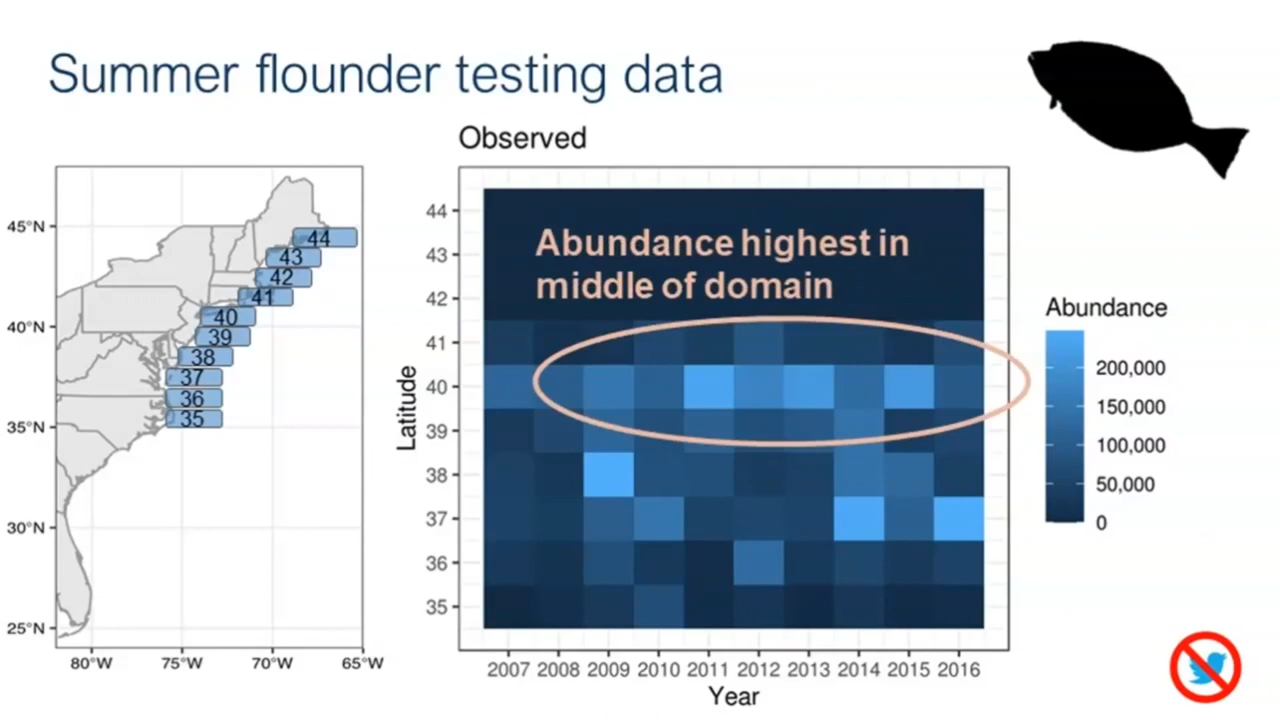 Summer flounder testing data
45°N
40°N
35°N
30°N
25°N
80°W
75°W
70°W
65°W
44
43
42
41
40
39
38
37
36
35
Observed
Abundance highest in
middle of domain
Latitude
44
43
42
41
40
39
38
37
36
35
2007 2008 2009 2010 2011 2012 2013 2014 2015 2016
Year
Abundance
200,000
150,000
100,000
50,000
0